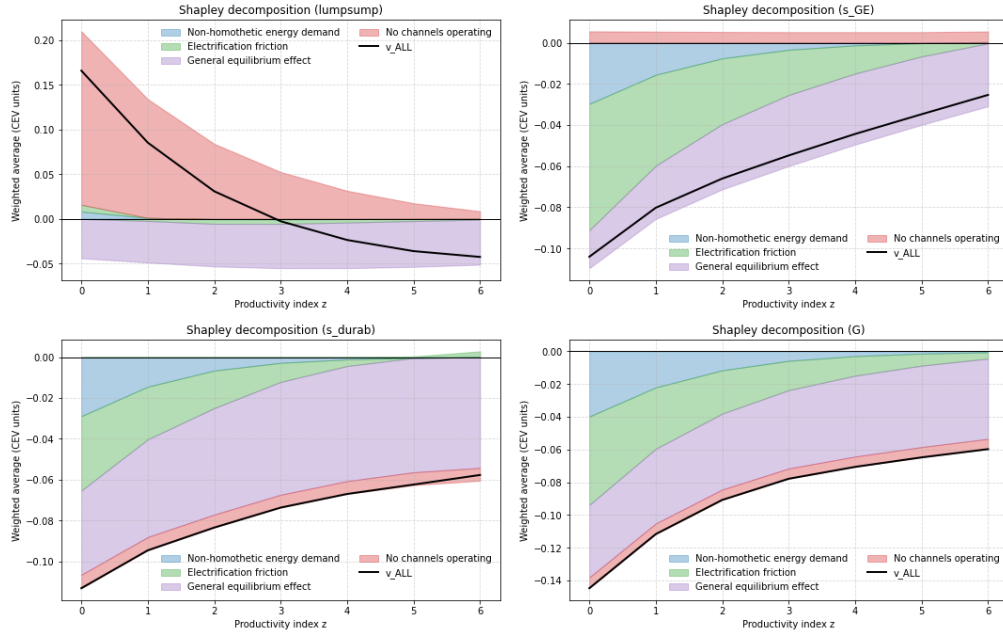 Shapley decomposition (lumpsump)
Weighted average (CEV units)
0.20
0.15
0.10
0.05
0.00
−0.05
Non-homothetic energy demand
Electrification friction
General equilibrium effect
No channels operating
v_ALL
0 1 2 3 4 5 6
Productivity index z
Shapley decomposition (s_GE)
Weighted average (CEV units)
0.00
−0.02
−0.04
−0.06
−0.08
−0.10
Non-homothetic energy demand
Electrification friction
General equilibrium effect
No channels operating
v_ALL
0 1 2 3 4 5 6
Productivity index z
Shapley decomposition (s_durab)
Weighted average (CEV units)
0.00
−0.02
−0.04
−0.06
−0.08
−0.10
Non-homothetic energy demand
Electrification friction
General equilibrium effect
No channels operating
v_ALL
0 1 2 3 4 5 6
Productivity index z
Shapley decomposition (G)
Weighted average (CEV units)
0.00
−0.02
−0.04
−0.06
−0.08
−0.10
−0.12
−0.14
Non-homothetic energy demand
Electrification friction
General equilibrium effect
No channels operating
v_ALL
0 1 2 3 4 5 6
Productivity index z